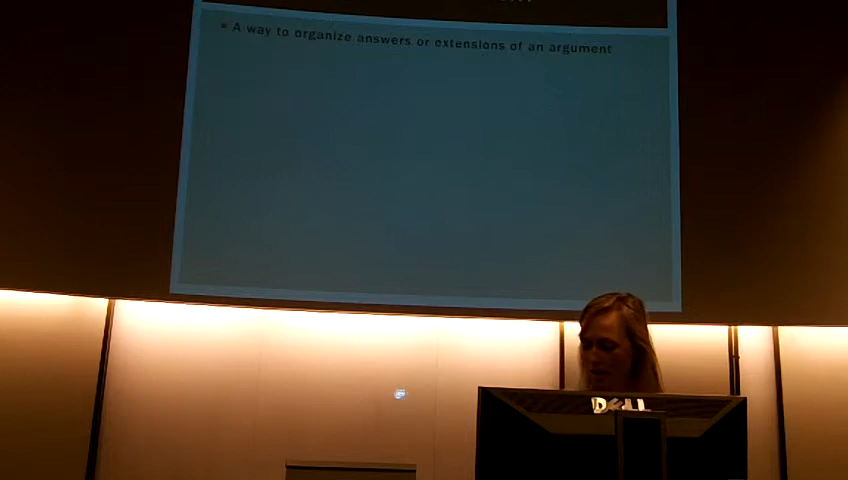 A way to organize answers or extensions of an argument
DELL